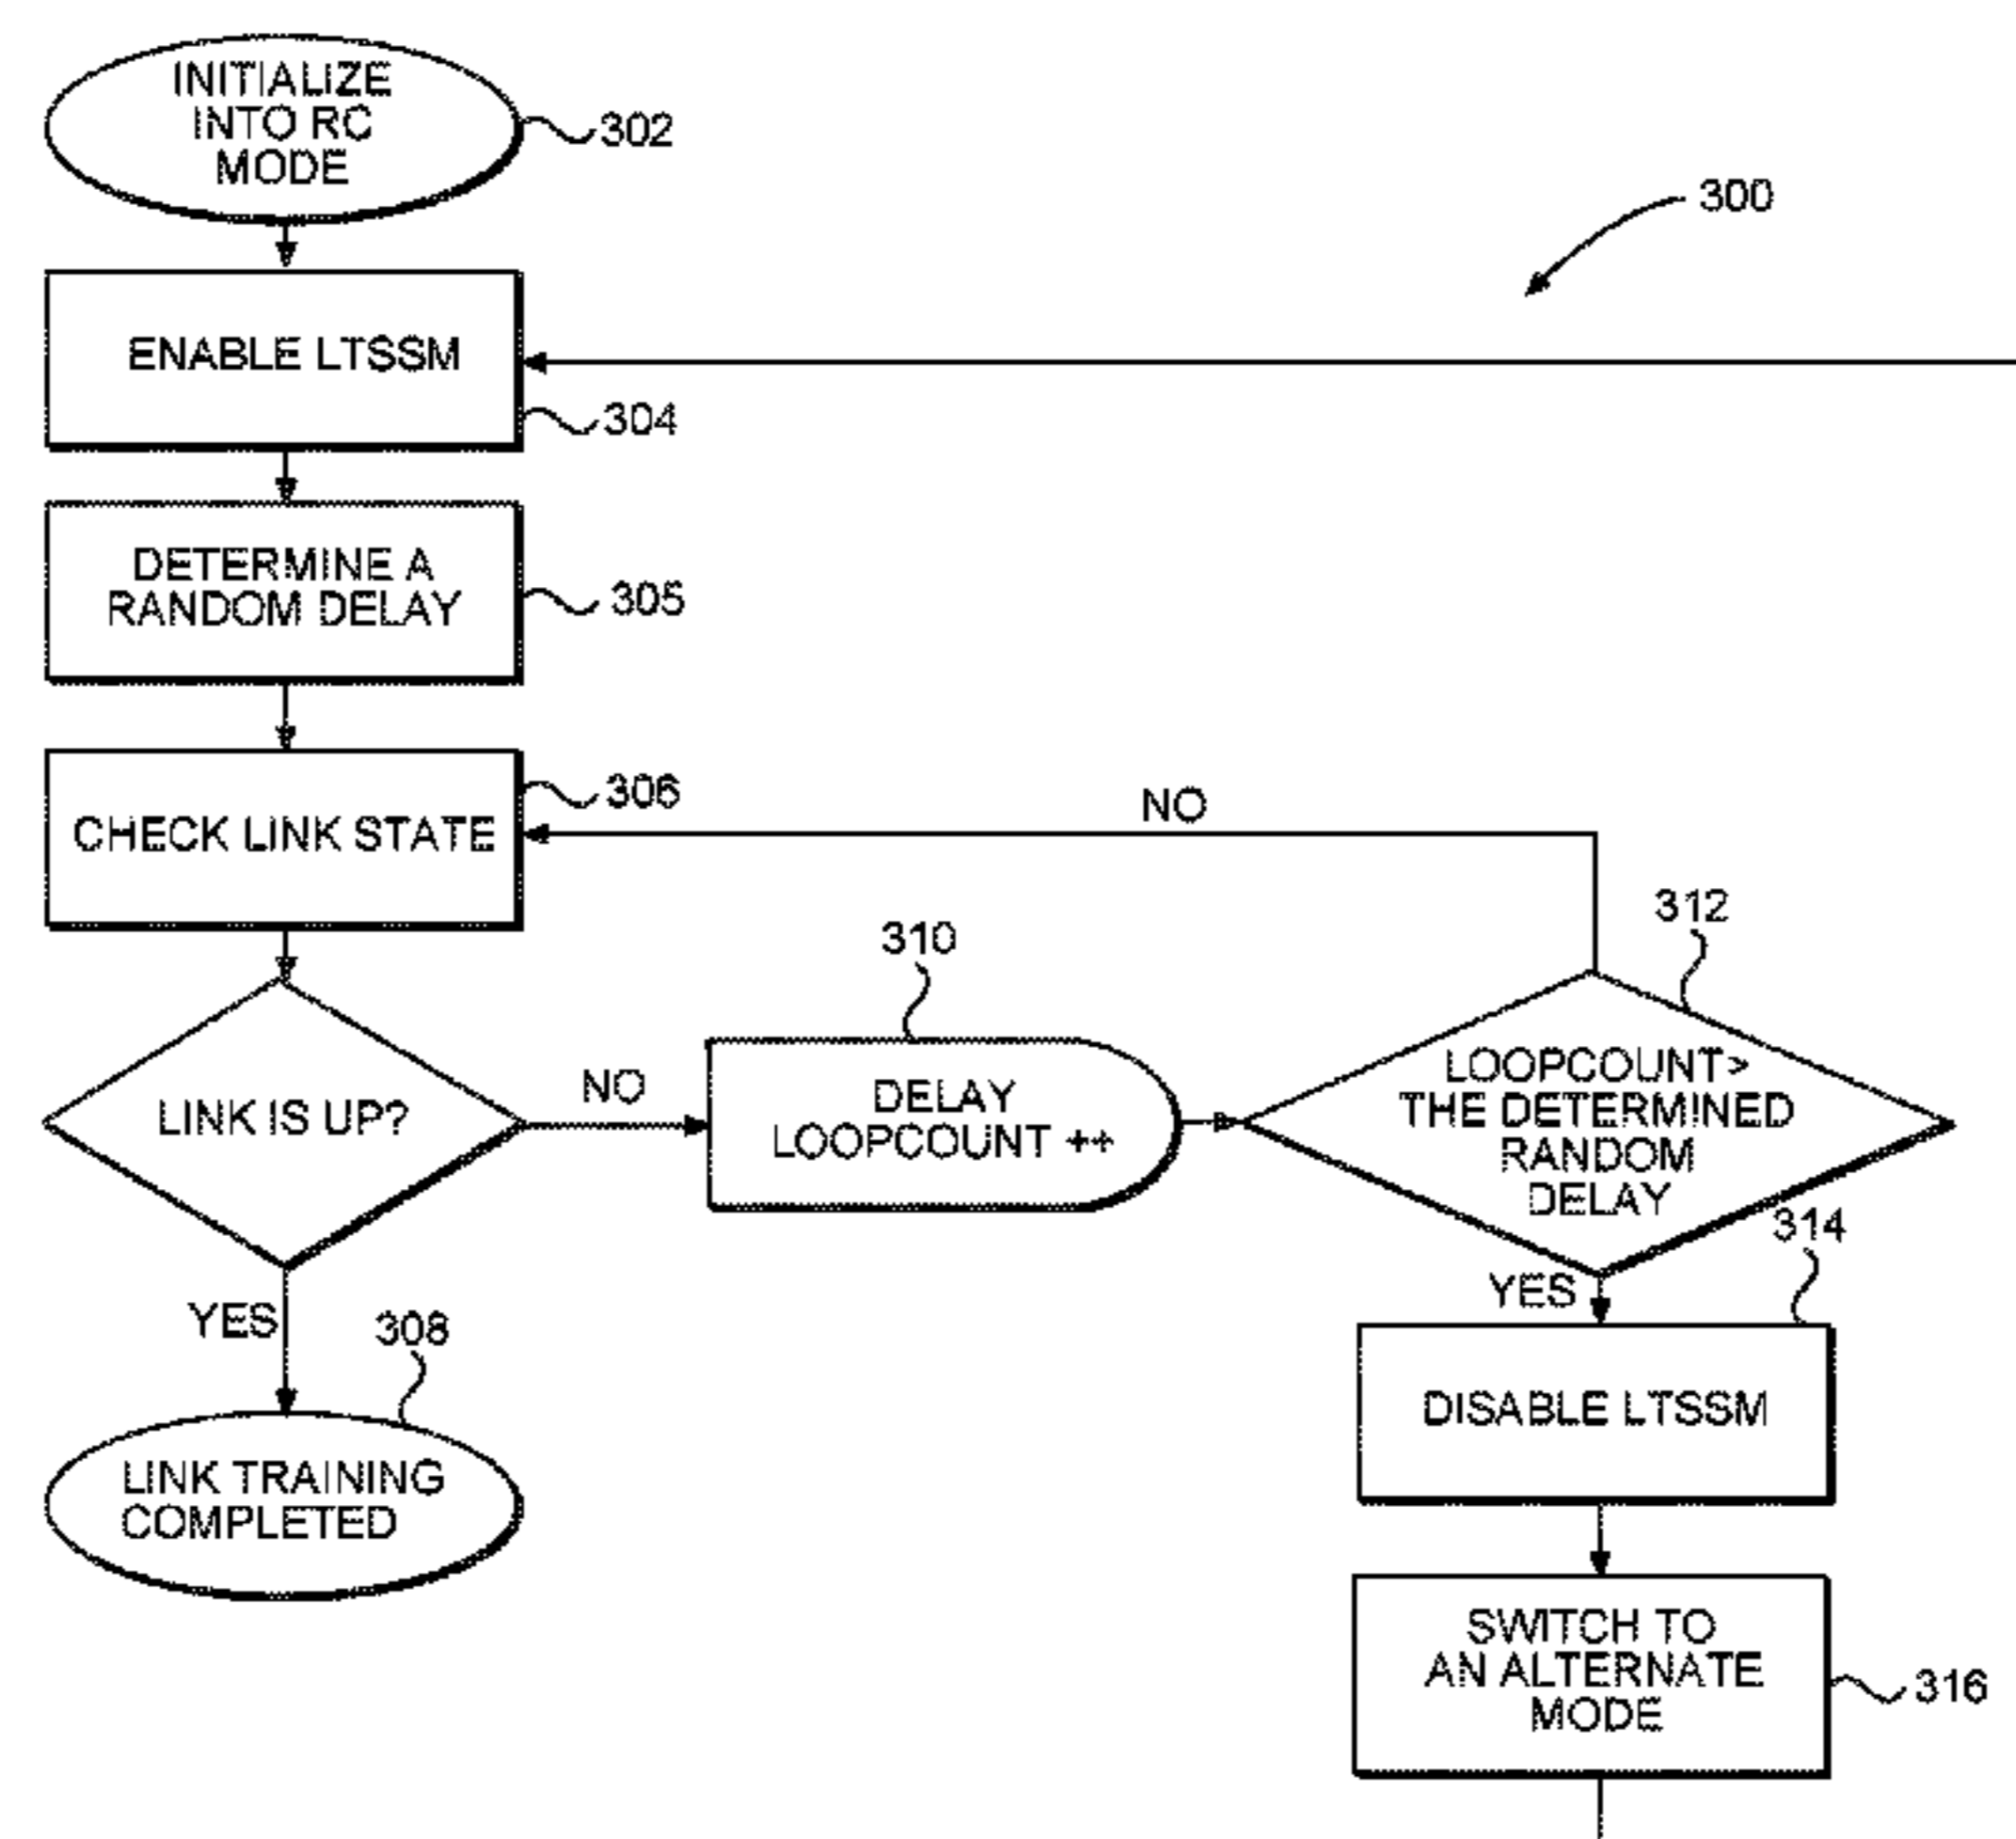 INITIALIZE
INTO RC
MODE
302
300
ENABLE LTSSM
304
DETERMINE A
RANDOM DELAY
305
306
CHECK LINK STATE
NO
312
310
LINK IS UP?
NO
DELAY
LOOPCOUNT ++
LOOPCOUNT>
THE DETERMINED
RANDOM
DELAY
314
YES
YES
308
DISABLE LTSSM
LINK TRAINING
COMPLETED
SWITCH TO
AN ALTERNATE
MODE
316